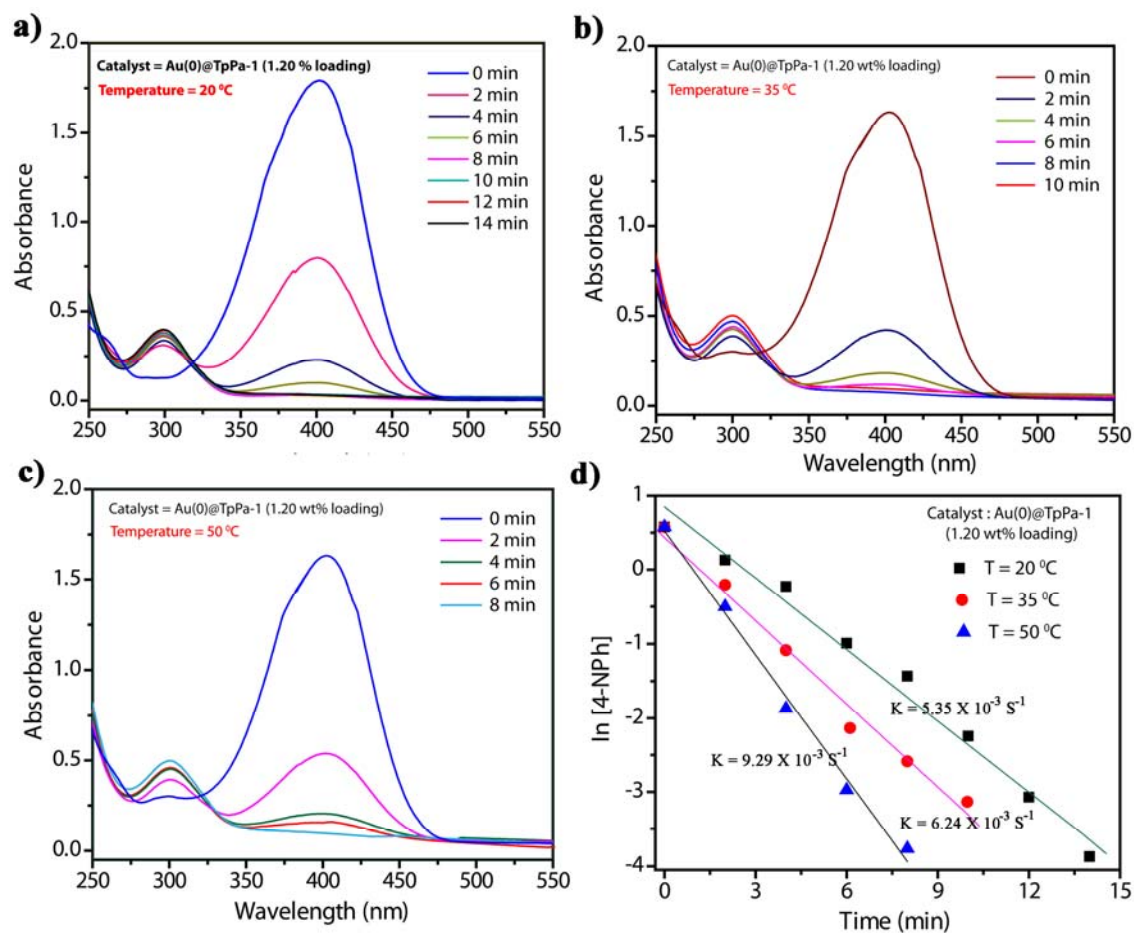 a)
2.0
1.5
1.0
0.5
0.0
Absorbance
Catalyst = Au(0)@TpPa-1 (1.20 % loading)
Temperature = 20 ⁰C
0 min
2 min
4 min
6 min
8 min
10 min
12 min
14 min
250 300 350 400 450 500 550
b)
2.0
1.5
1.0
0.5
0.0
Absorbance
Catalyst = Au(0)@TpPa-1 (1.20 wt% loading)
Temperature = 35 ⁰C
0 min
2 min
4 min
6 min
8 min
10 min
250 300 350 400 450 500 550
Wavelength (nm)
c)
2.0
1.5
1.0
0.5
0.0
Absorbance
Catalyst = Au(0)@TpPa-1 (1.20 wt% loading)
Temperature = 50 ⁰C
0 min
2 min
4 min
6 min
8 min
250 300 350 400 450 500 550
Wavelength (nm)
d)
0
-1
-2
-3
-4
ln [4-NPh]
Catalyst : Au(0)@TpPa-1
(1.20 wt% loading)
T = 20 ⁰C
T = 35 ⁰C
T = 50 ⁰C
K = 5.35 X 10⁻³ S⁻¹
K = 9.29 X 10⁻³ S⁻¹
K = 6.24 X 10⁻³ S⁻¹
0 3 6 9 12 15
Time (min)